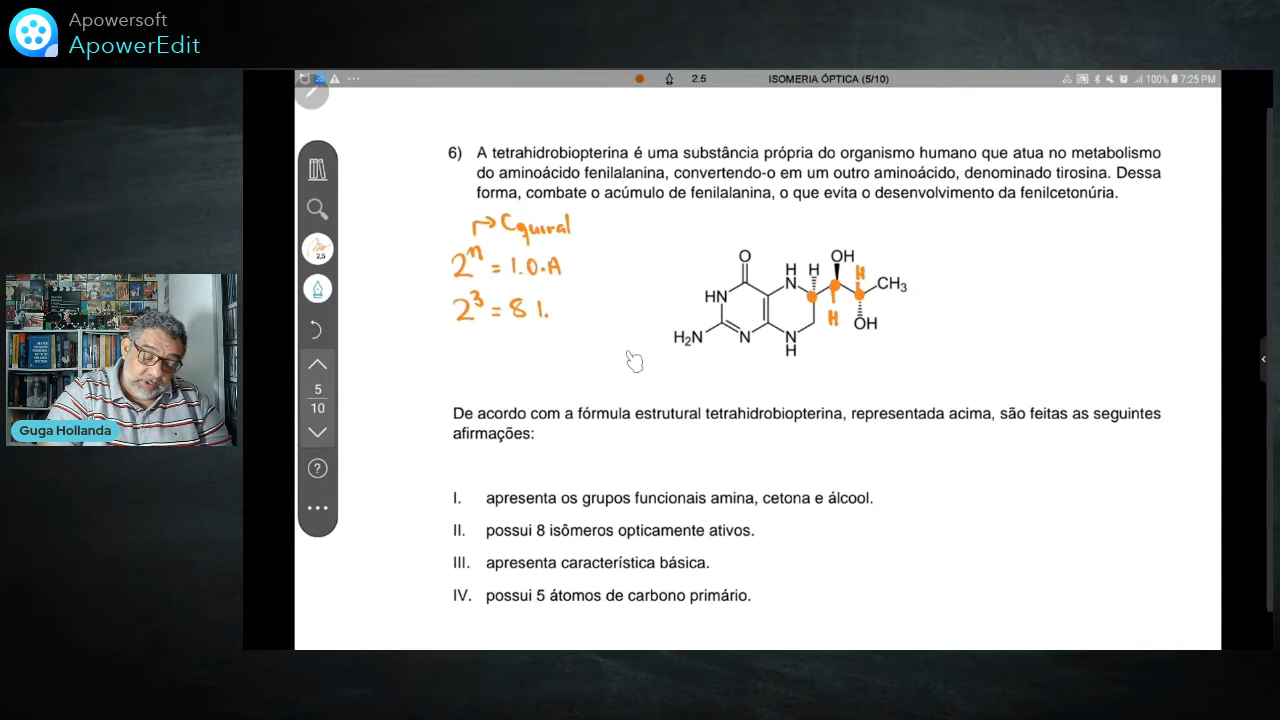 Apowersoft
ApowerEdit
2.5
ISOMERIA ÓPTICA (5/10)
100% 7:25 PM
6) A tetrahidrobiopterina é uma substância própria do organismo humano que atua no metabolismo
do aminoácido fenilalanina, convertendo-o em um outro aminoácido, denominado tirosina. Dessa
forma, combate o acúmulo de fenilalanina, o que evita o desenvolvimento da fenilcetonúria.
→ Cquiral
2ⁿ = I.O.A
2³ = 8 I.
O
H H OH H
HN N CH₃
H₂N N N H OH
H
2,5
5
10
?
Guga Hollanda
De acordo com a fórmula estrutural tetrahidrobiopterina, representada acima, são feitas as seguintes
afirmações:
I. apresenta os grupos funcionais amina, cetona e álcool.
II. possui 8 isômeros opticamente ativos.
III. apresenta característica básica.
IV. possui 5 átomos de carbono primário.